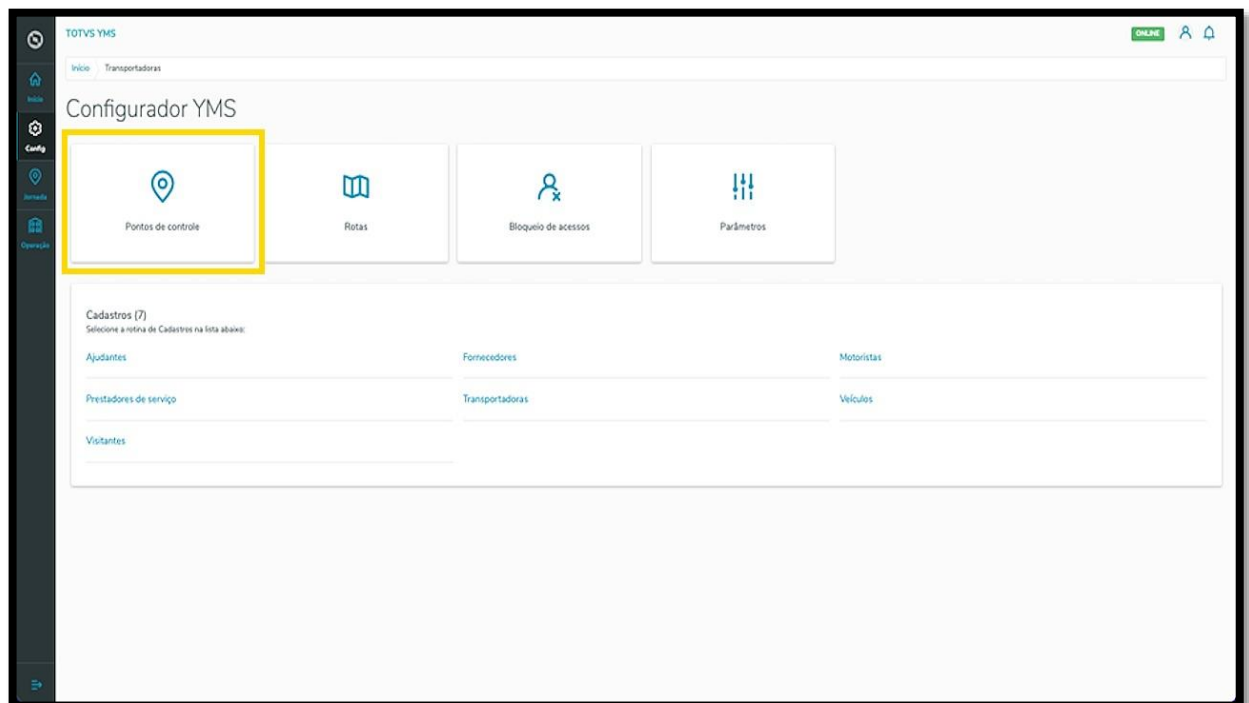 TOTVS YMS
ONLINE
Início Transportadoras
Início
Configurador YMS
Config
Jornada
Operação
Pontos de controle
Rotas
Bloqueio de acessos
Parâmetros
Cadastros (7)
Selecione a rotina de Cadastros na lista abaixo:
Ajudantes
Fornecedores
Motoristas
Prestadores de serviço
Transportadoras
Veículos
Visitantes